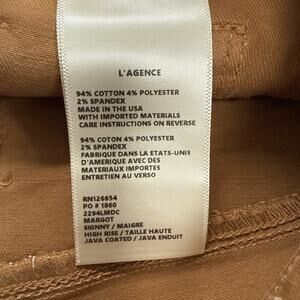 L'AGENCE
94% COTTON 4% POLYESTER
2% SPANDEX
MADE IN THE USA
WITH IMPORTED MATERIALS
CARE INSTRUCTIONS ON REVERSE
94% COTTON 4% POLYESTER
2% SPANDEX
FABRIQUE DANS LA ETATS-UNIS
D'AMERIQUE AVEC DES
MATERIAUX IMPORTES
ENTRETIEN AU VERSO
RN126654
PO # 1860
2294LMDC
MARGOT
SKINNY / MAIGRE
HIGH RISE / TAILLE HAUTE
JAVA COATED / JAVA ENDUIT